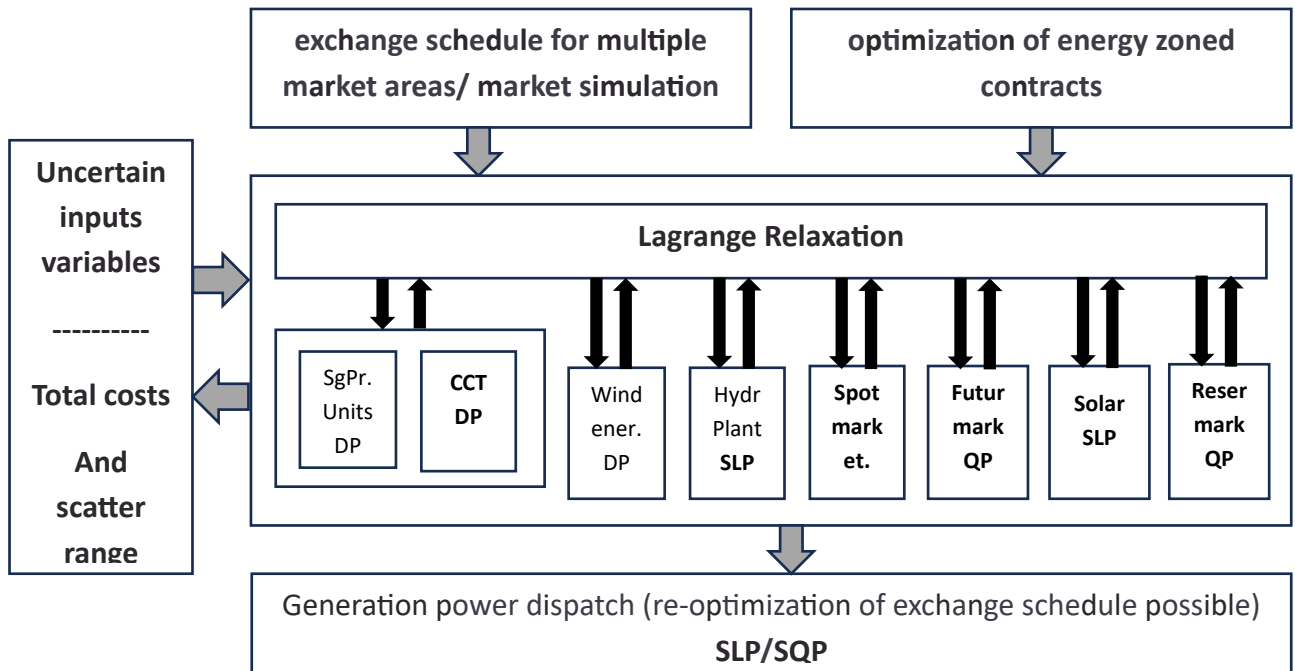 exchange schedule for multiple
market areas/ market simulation
optimization of energy zoned
contracts
Uncertain
inputs
variables
----------
Total costs
And
scatter
range
Lagrange Relaxation
SgPr.
Units
DP
CCT
DP
Wind
ener.
DP
Hydr
Plant
SLP
Spot
mark
et.
Futur
mark
QP
Solar
SLP
Reser
mark
QP
Generation power dispatch (re-optimization of exchange schedule possible)
SLP/SQP